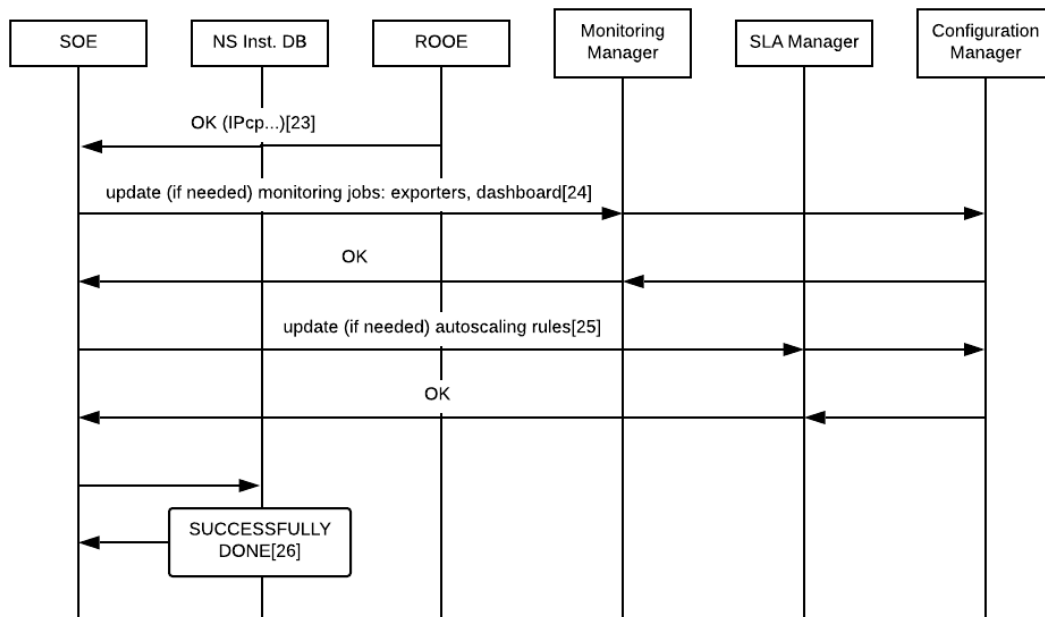 SOE
NS Inst. DB
ROOE
Monitoring
Manager
SLA Manager
Configuration
Manager
OK (IPcp...)[23]
update (if needed) monitoring jobs: exporters, dashboard[24]
OK
update (if needed) autoscaling rules[25]
OK
SUCCESSFULLY
DONE[26]